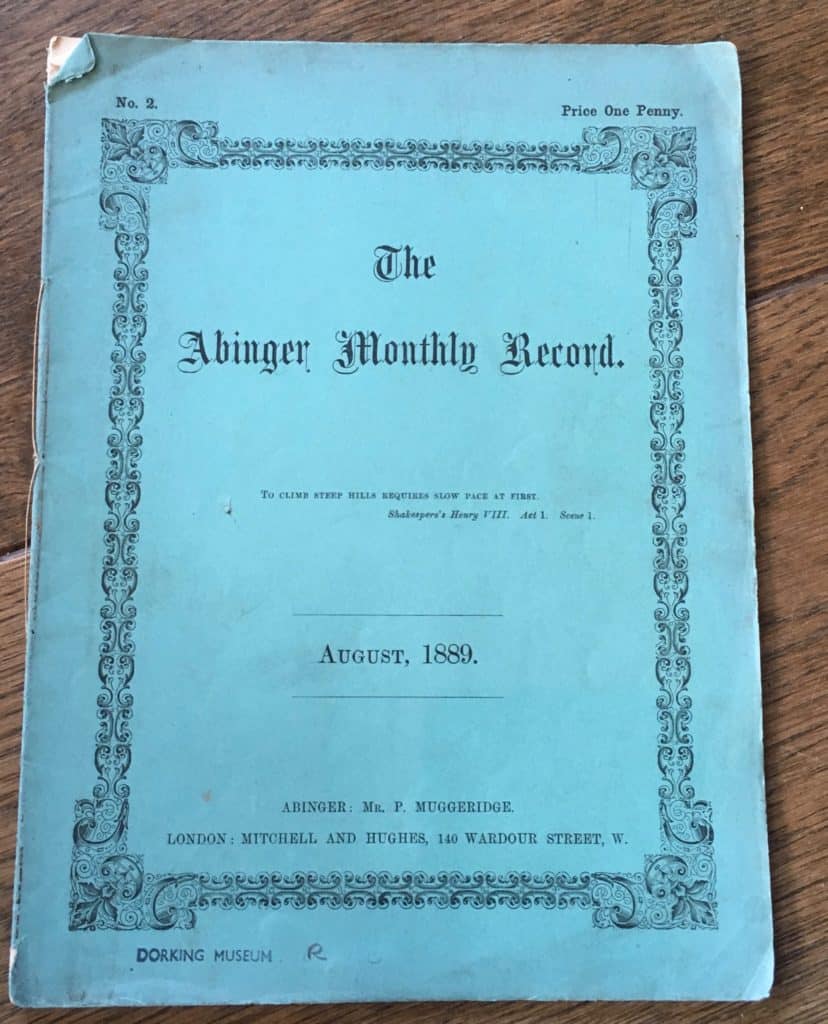 No. 2.
Price One Penny.
The
Abinger Monthly Record.
To climb steep hills requires slow pace at first.
Shakespere's Henry VIII. Act 1. Scene 1.
August, 1889.
ABINGER: Mr. P. MUGGERIDGE.
LONDON: MITCHELL AND HUGHES, 140 WARDOUR STREET, W.
DORKING MUSEUM R